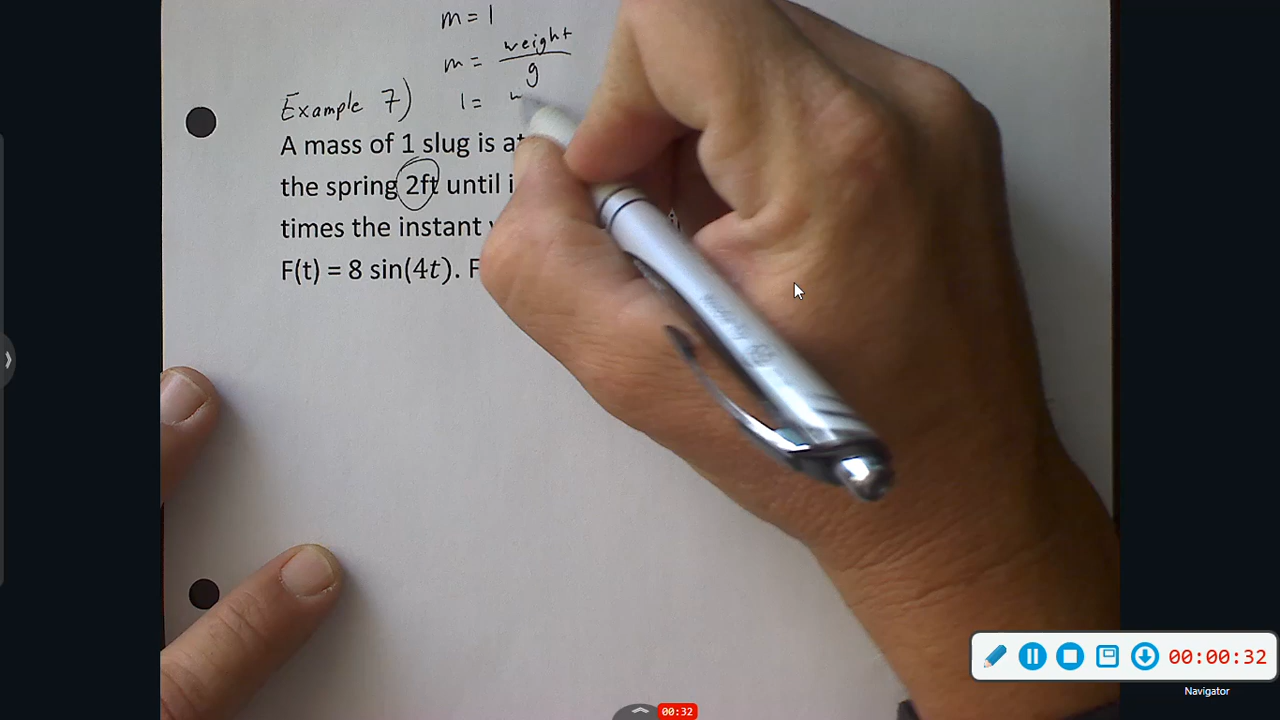 m = 1
m = weight
g
Example 7)
1 =
A mass of 1 slug is
the spring 2ft until
times the instant
F(t) = 8 sin(4t).
00:00:32
Navigator
00:32